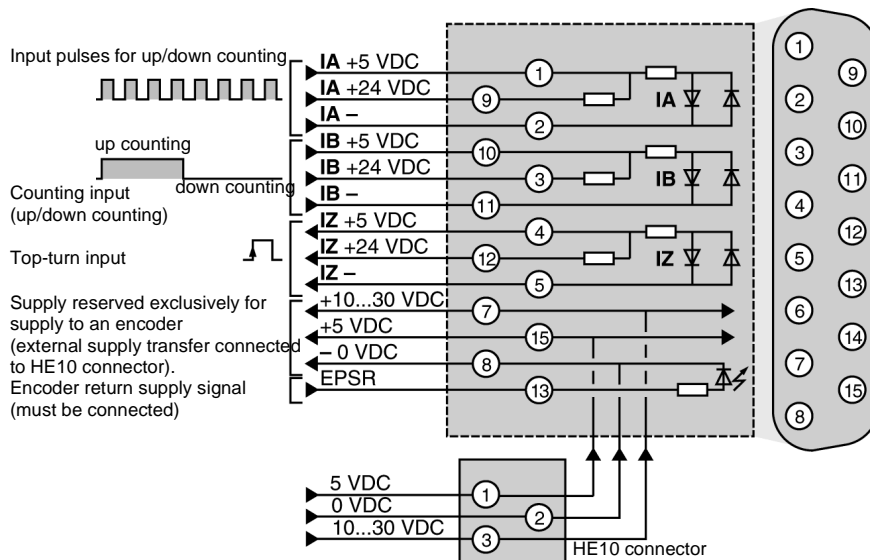 Input pulses for up/down counting
IA +5 VDC
1
IA +24 VDC
9
IA
IA –
2
up counting
IB +5 VDC
10
IB +24 VDC
3
IB
down counting
IB –
11
Counting input
(up/down counting)
IZ +5 VDC
4
IZ +24 VDC
12
IZ
Top-turn input
IZ –
5
Supply reserved exclusively for
supply to an encoder
(external supply transfer connected
to HE10 connector).
+10...30 VDC
7
+5 VDC
15
– 0 VDC
8
Encoder return supply signal
(must be connected)
EPSR
13
5 VDC
1
0 VDC
2
10...30 VDC
3
HE10 connector
1
9
2
10
3
11
4
12
5
13
6
14
7
15
8